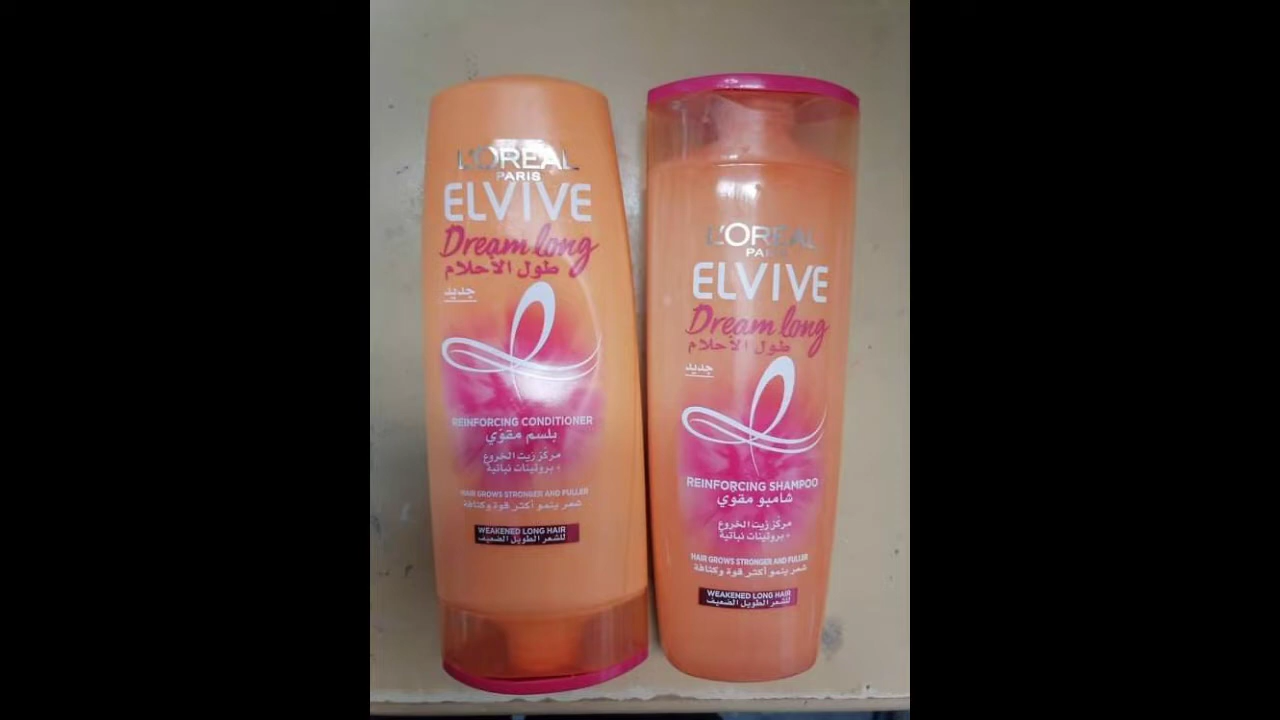 L'ORÉAL
PARIS
ELVIVE
Dream long
طول الأحلام
جديد
REINFORCING CONDITIONER
بلسم مقوّي
مركز زيت الخروع
+ بروتينات نباتية
HAIR GROWS STRONGER AND FULLER
شعر ينمو أكثر قوة وكثافة
WEAKENED LONG HAIR
للشعر الطويل الضعيف
L'ORÉAL
PARIS
ELVIVE
Dream long
طول الأحلام
جديد
REINFORCING SHAMPOO
شامبو مقوّي
مركز زيت الخروع
+ بروتينات نباتية
HAIR GROWS STRONGER AND FULLER
شعر ينمو أكثر قوة وكثافة
WEAKENED LONG HAIR
للشعر الطويل الضعيف